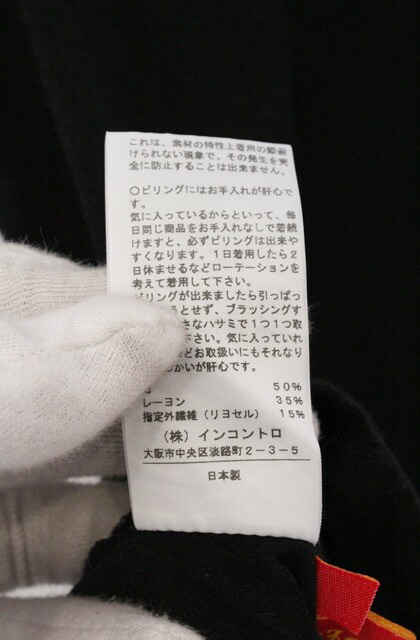 これは、素材の特性上着用の際避
けられない現象で、その発生を完
全に防止することは出来ません。
○ピリングにはお手入れが肝心で
す。
気に入っているからといって、毎
日同じ商品をお手入れなしで着続
けますと、必ずピリングは出来や
すくなります。1日着用したら2
日休ませるなどローテーションを
考えて着用して下さい。
ピリングが出来ましたら引っぱっ
うとせず、ブラッシングす
さなハサミで1つ1つ取
下さい。気に入ってい
どお取扱いにもそれなり
かいが肝心です。
50%
レーヨン 35%
指定外繊維(リヨセル) 15%
(株)インコントロ
大阪市中央区淡路町2-3-5
日本製